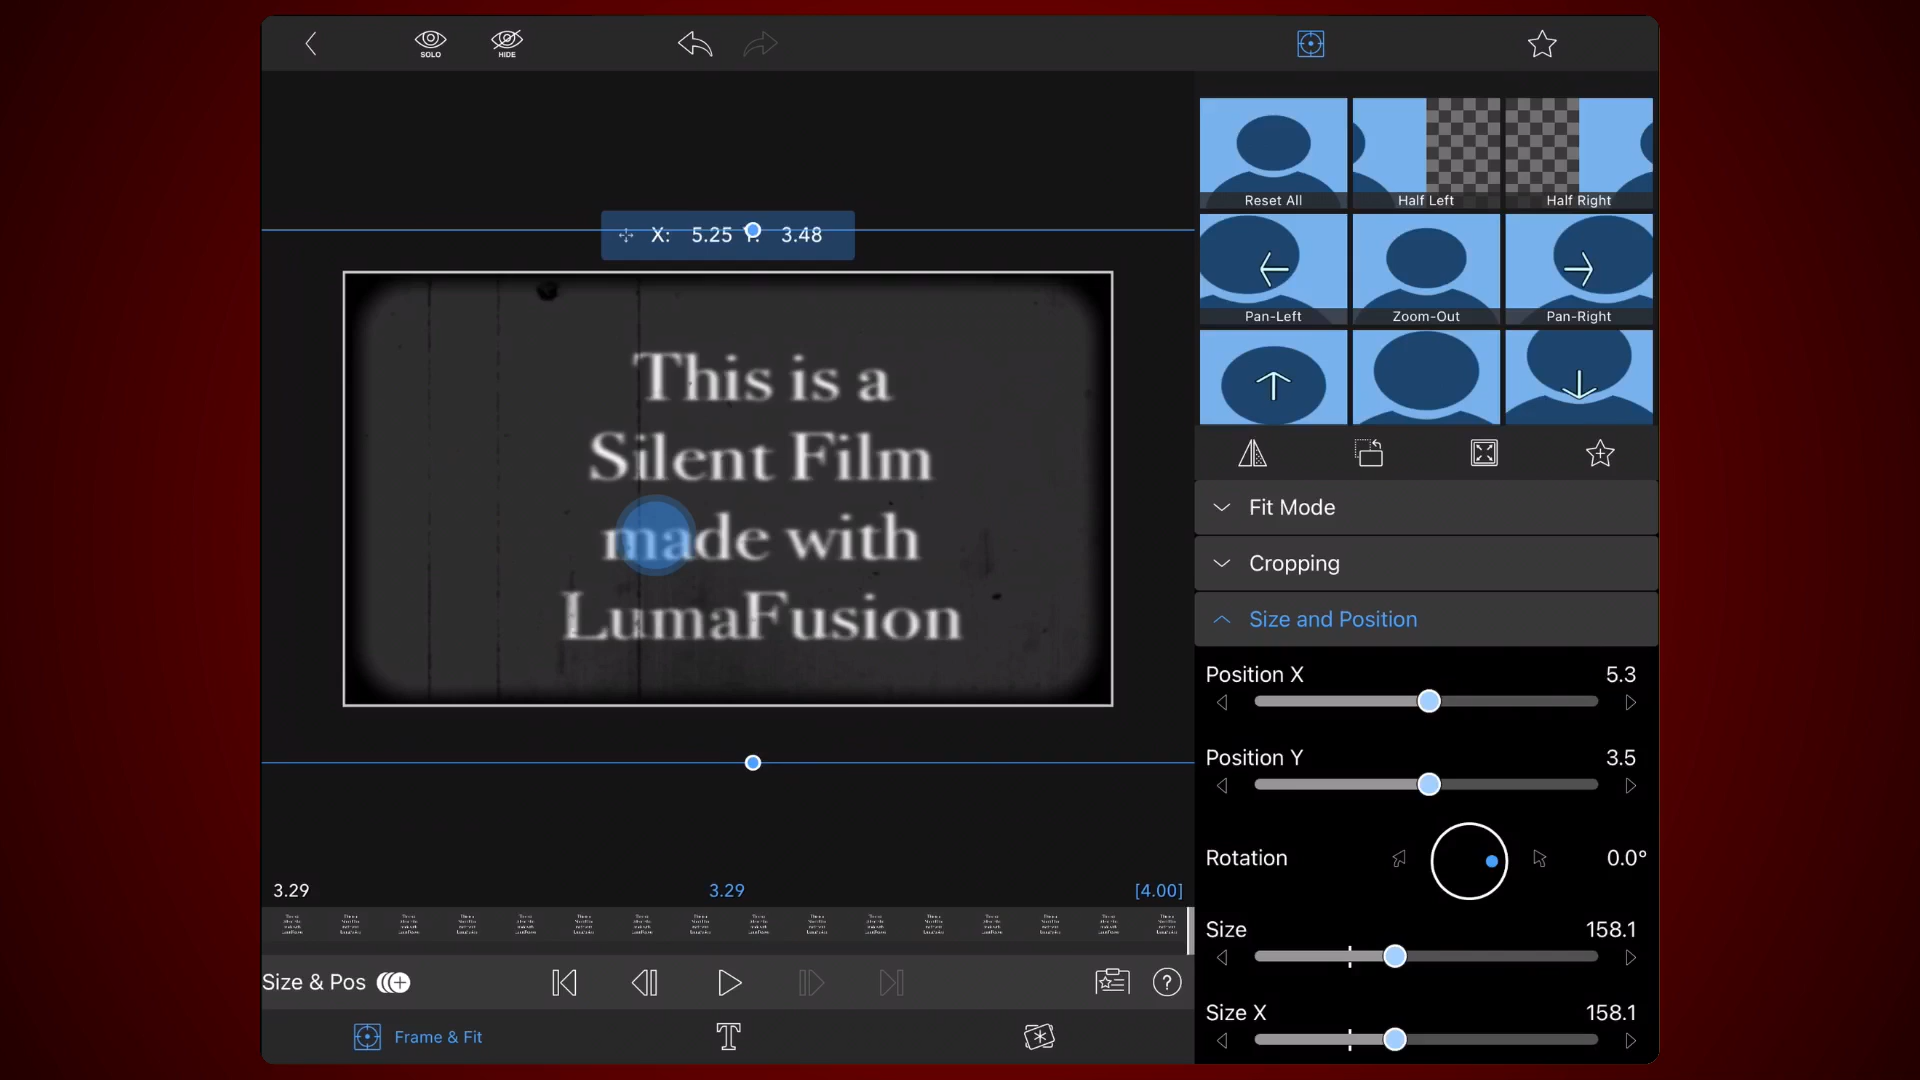 SOLO
HIDE
X: 5.25 Y: 3.48
This is a
Silent Film
made with
LumaFusion
Reset All
Half Left
Half Right
Pan-Left
Zoom-Out
Pan-Right
Fit Mode
Cropping
Size and Position
Position X 5.3
Position Y 3.5
Rotation 0.0°
Size 158.1
Size X 158.1
3.29
3.29
[4.00]
Size & Pos
?
Frame & Fit
T